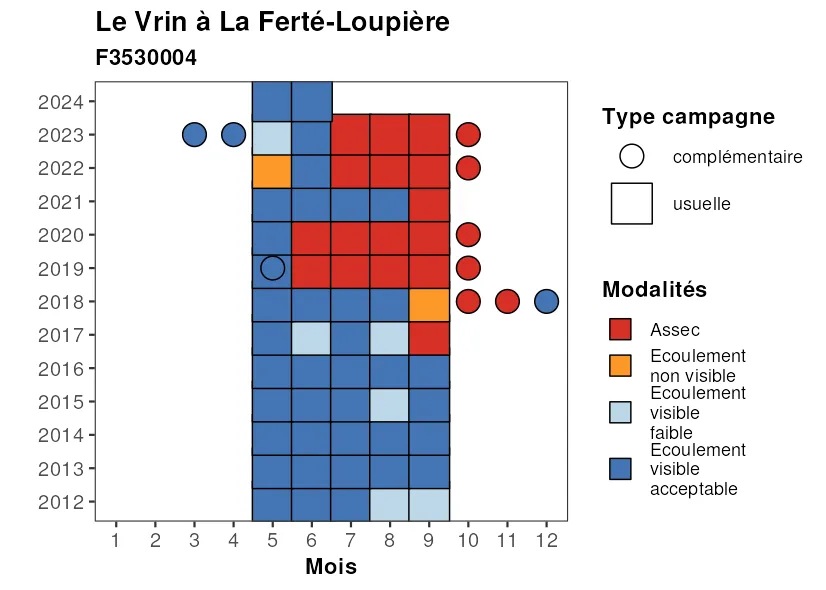 Le Vrin à La Ferté-Loupière
F3530004
2024
2023
2022
2021
2020
2019
2018
2017
2016
2015
2014
2013
2012
1 2 3 4 5 6 7 8 9 10 11 12
Mois
Type campagne
complémentaire
usuelle
Modalités
Assec
Ecoulement
non visible
Ecoulement
visible
faible
Ecoulement
visible
acceptable